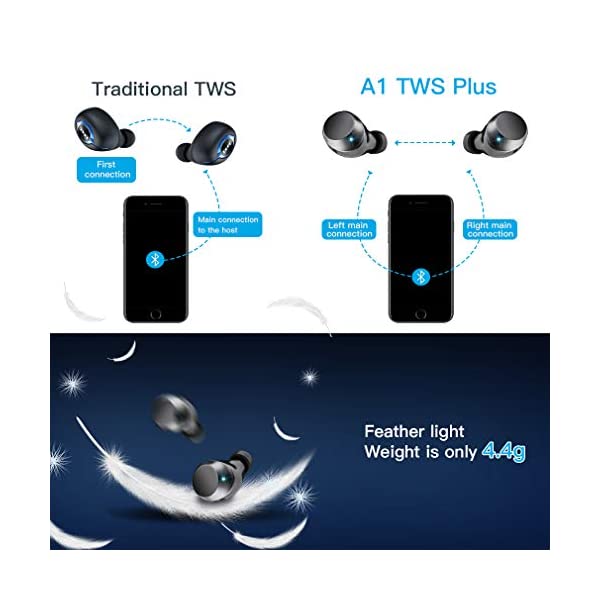 Traditional TWS
A1 TWS Plus
First
connection
Main connection
to the host
Left main
connection
Right main
connection
Feather light
Weight is only 4.4g